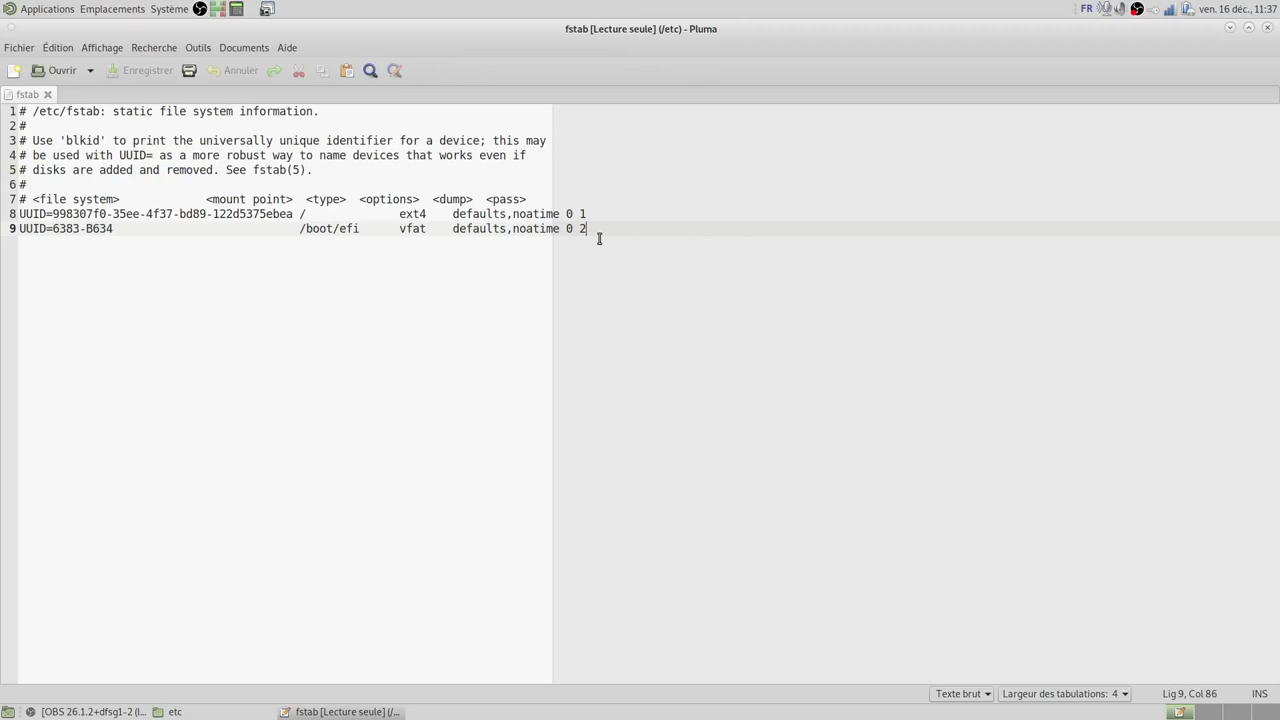 Applications Emplacements Système FR ven. 16 déc., 11:37
fstab [Lecture seule] (/etc) - Pluma
Fichier Édition Affichage Recherche Outils Documents Aide
Ouvrir Enregistrer Annuler
fstab
1 # /etc/fstab: static file system information.
2 #
3 # Use 'blkid' to print the universally unique identifier for a device; this may
4 # be used with UUID= as a more robust way to name devices that works even if
5 # disks are added and removed. See fstab(5).
6 #
7 # <file system> <mount point> <type> <options> <dump> <pass>
8 UUID=998307f0-35ee-4f37-bd89-122d5375ebea / ext4 defaults,noatime 0 1
9 UUID=6383-B634 /boot/efi vfat defaults,noatime 0 2
Texte brut Largeur des tabulations: 4 Lig 9, Col 86 INS
[OBS 26.1.2+dfsg1-2 (l... etc fstab [Lecture seule] (/...